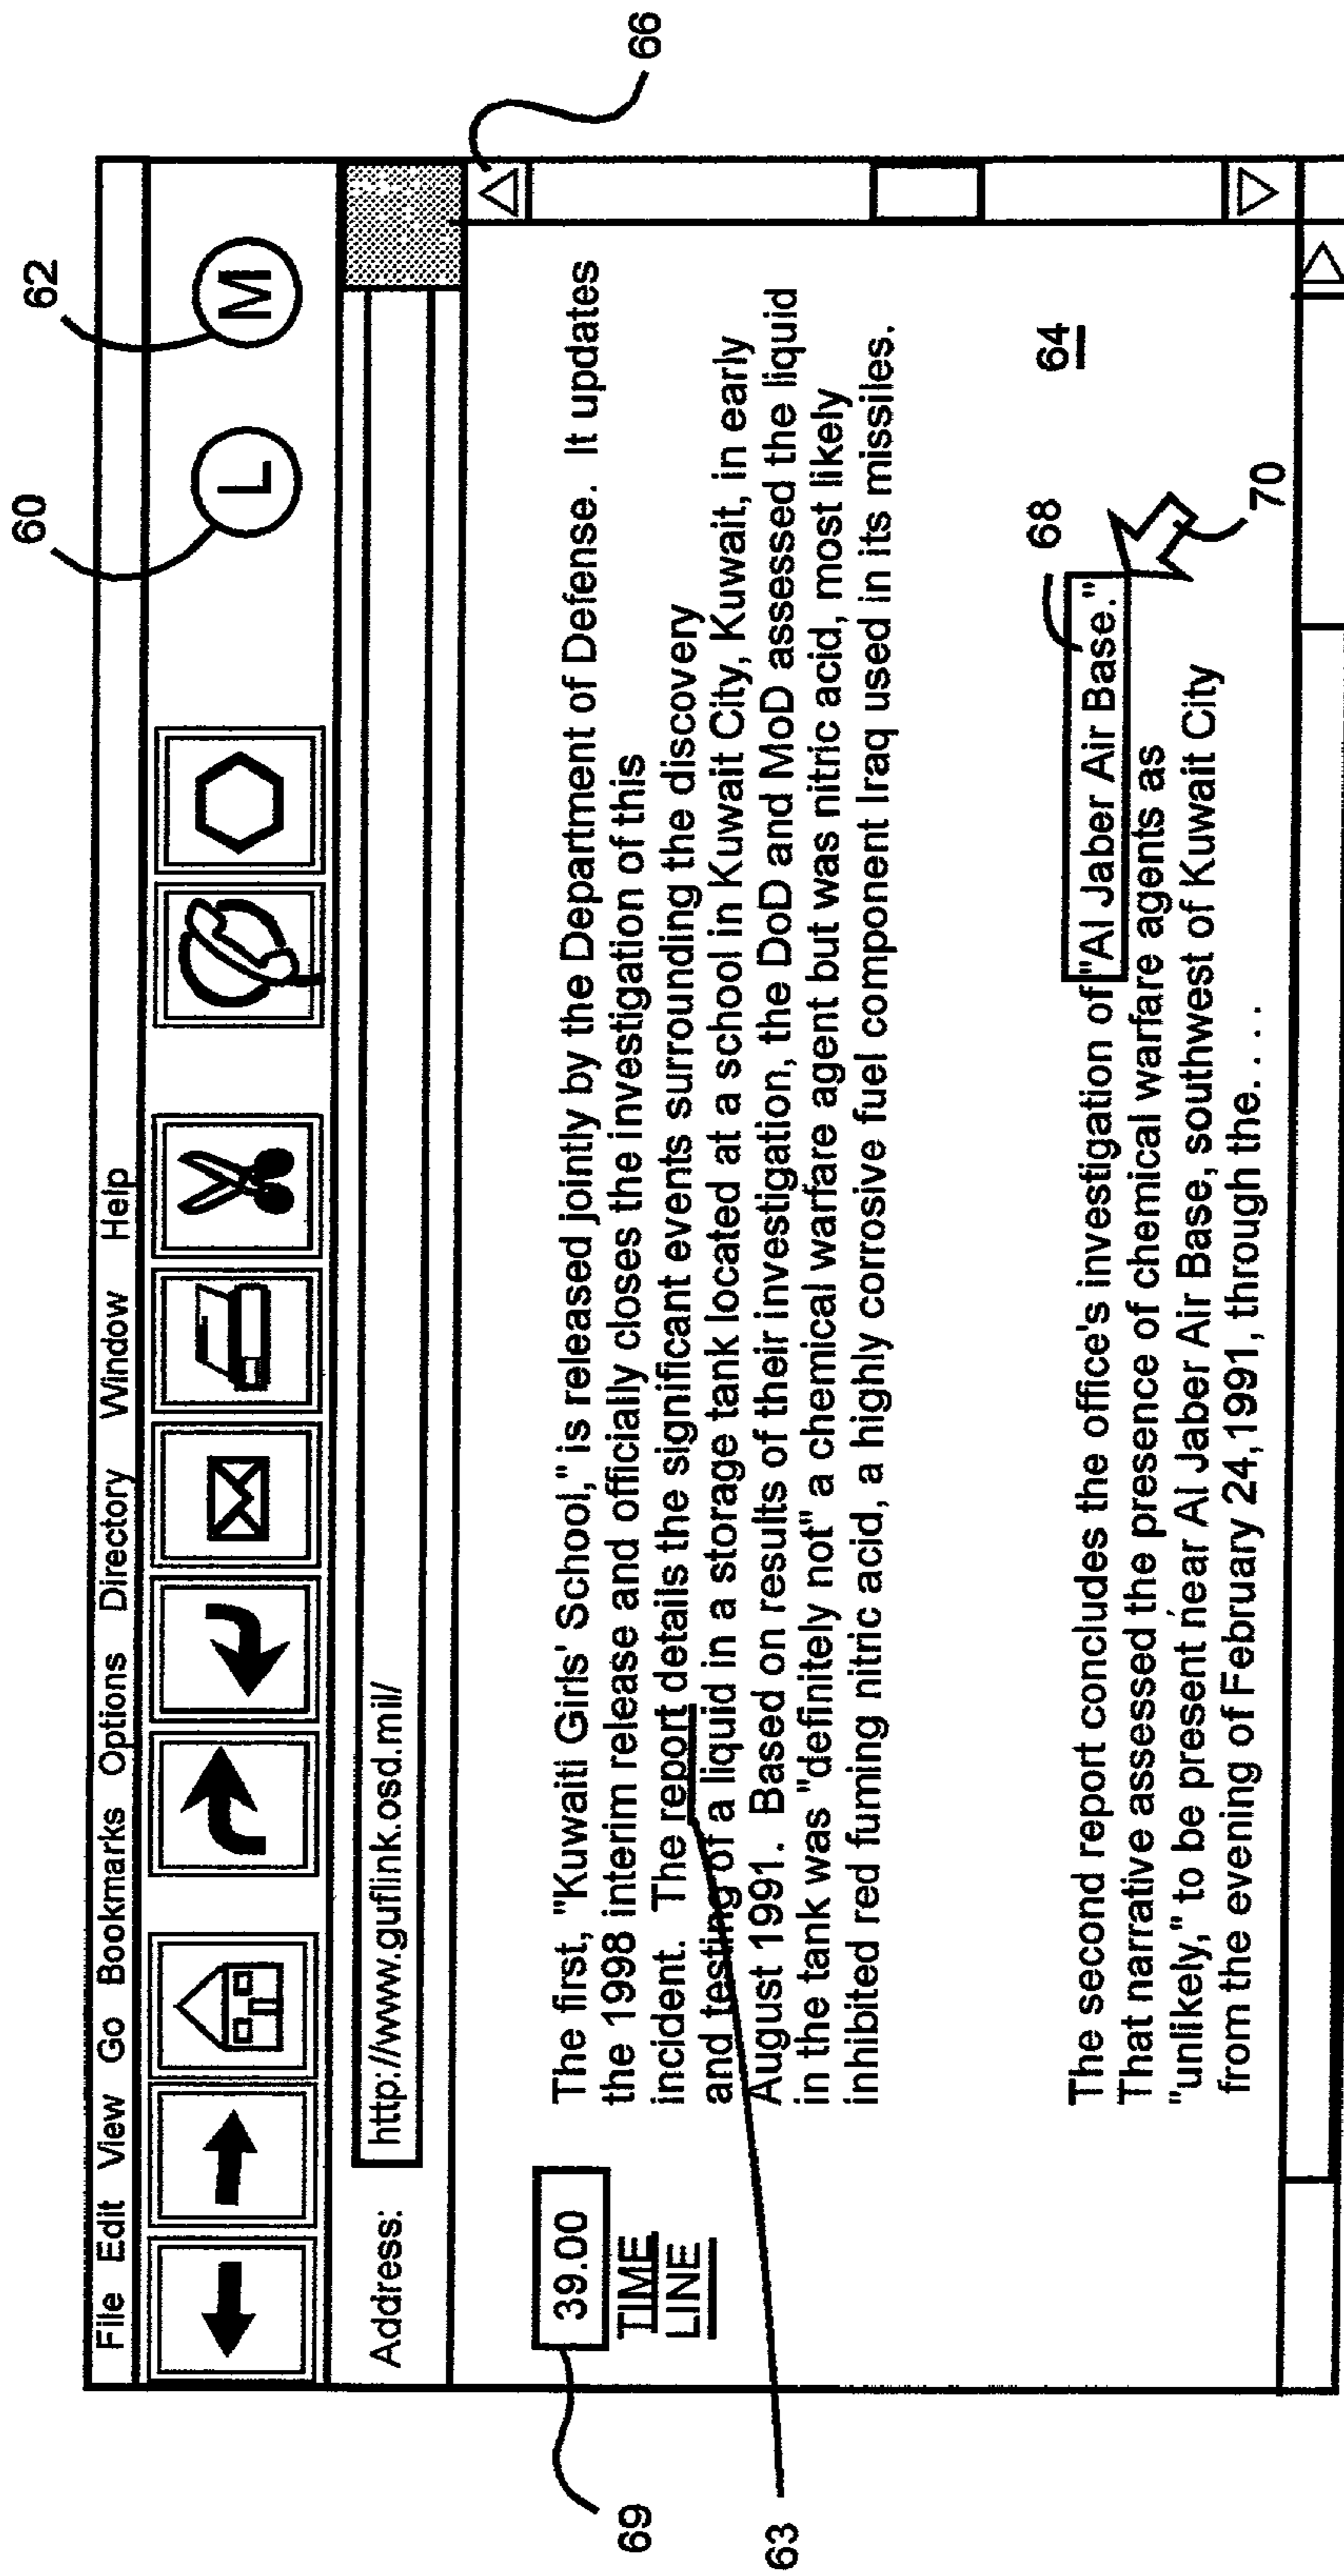 60
62
66
File Edit View Go Bookmarks Options Directory Window Help
L M
Address: http://www.guflink.osd.mil/
69
39.00
TIME
LINE
63
The first, "Kuwaiti Girls' School," is released jointly by the Department of Defense. It updates
the 1998 interim release and officially closes the investigation of this
incident. The report details the significant events surrounding the discovery
and testing of a liquid in a storage tank located at a school in Kuwait City, Kuwait, in early
August 1991. Based on results of their investigation, the DoD and MoD assessed the liquid
in the tank was "definitely not" a chemical warfare agent but was nitric acid, most likely
inhibited red fuming nitric acid, a highly corrosive fuel component Iraq used in its missiles.
68
64
The second report concludes the office's investigation of "Al Jaber Air Base."
That narrative assessed the presence of chemical warfare agents as
"unlikely," to be present near Al Jaber Air Base, southwest of Kuwait City
from the evening of February 24,1991, through the. . . .
70